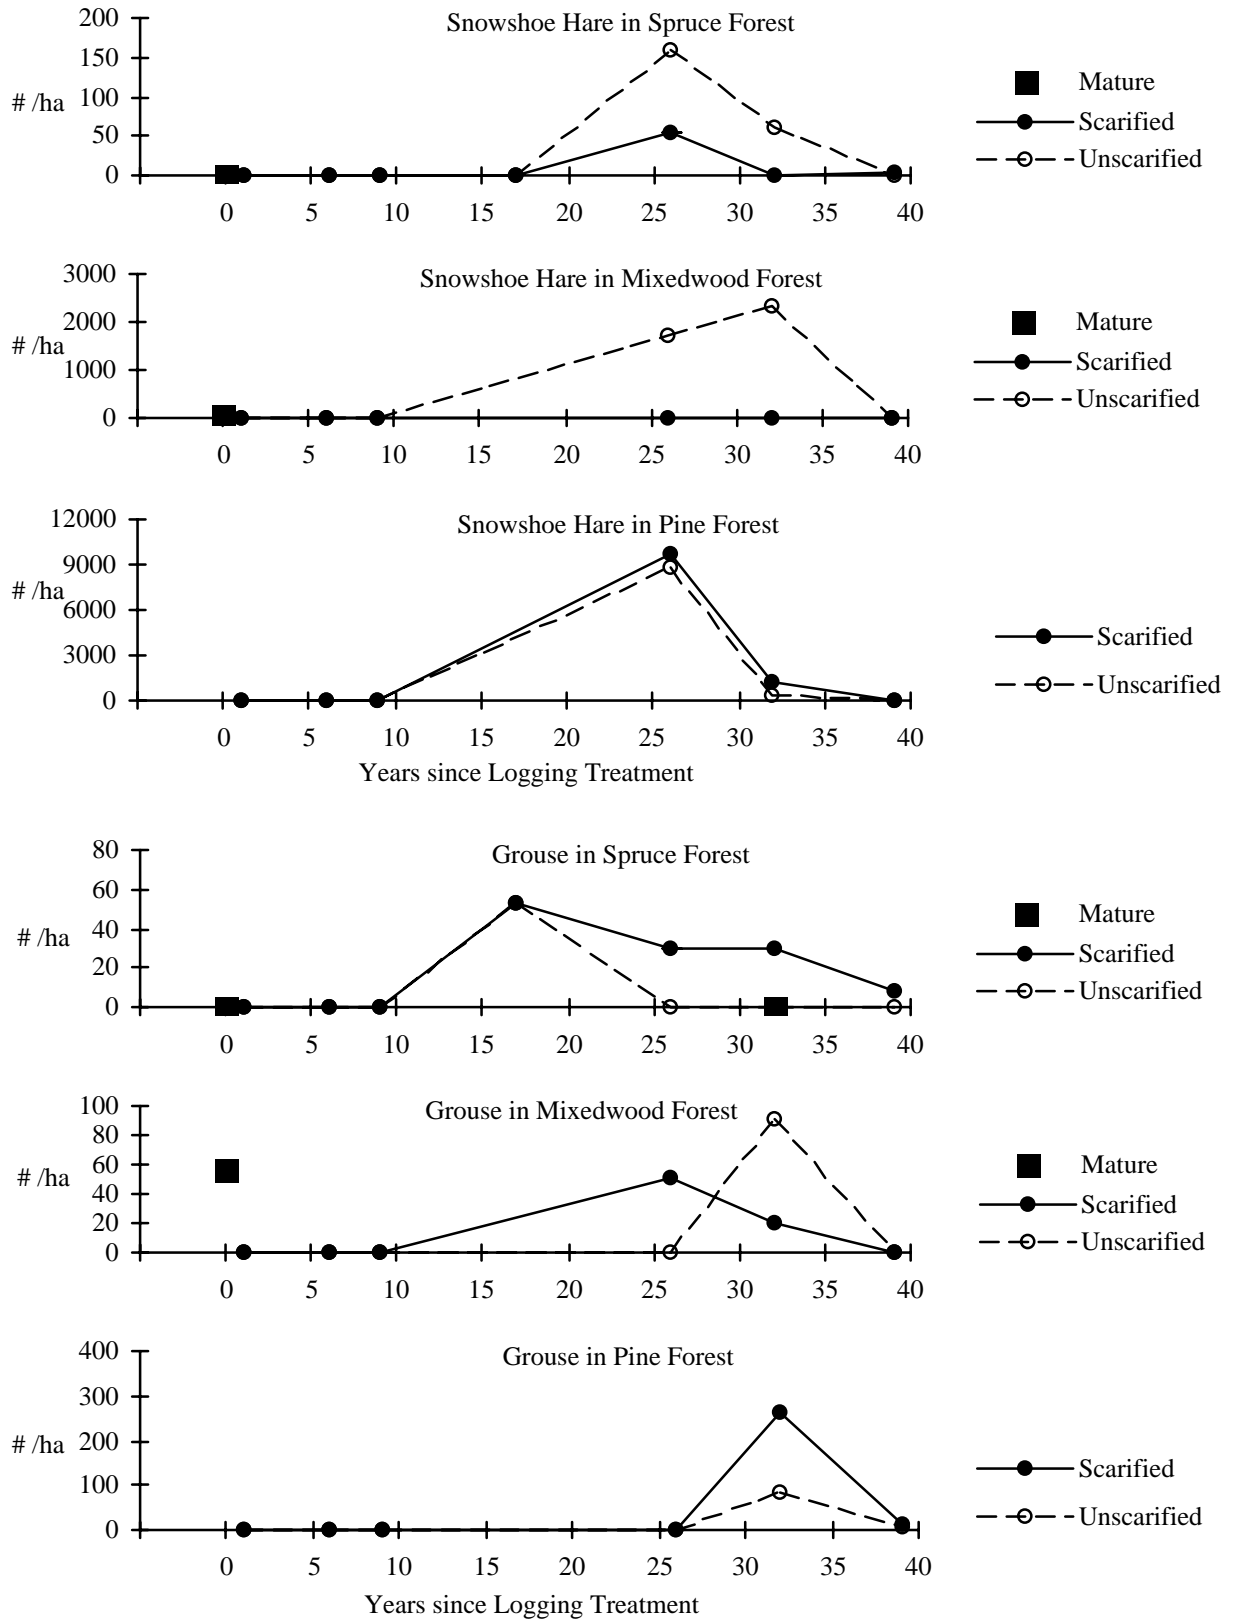 Snowshoe Hare in Spruce Forest
200
150
100
50
0
# /ha
0 5 10 15 20 25 30 35 40
Mature
Scarified
Unscarified
Snowshoe Hare in Mixedwood Forest
3000
2000
1000
0
# /ha
0 5 10 15 20 25 30 35 40
Mature
Scarified
Unscarified
Snowshoe Hare in Pine Forest
12000
9000
6000
3000
0
# /ha
0 5 10 15 20 25 30 35 40
Years since Logging Treatment
Scarified
Unscarified
Grouse in Spruce Forest
80
60
40
20
0
# /ha
0 5 10 15 20 25 30 35 40
Mature
Scarified
Unscarified
Grouse in Mixedwood Forest
100
80
60
40
20
0
# /ha
0 5 10 15 20 25 30 35 40
Mature
Scarified
Unscarified
Grouse in Pine Forest
400
300
200
100
0
# /ha
0 5 10 15 20 25 30 35 40
Years since Logging Treatment
Scarified
Unscarified